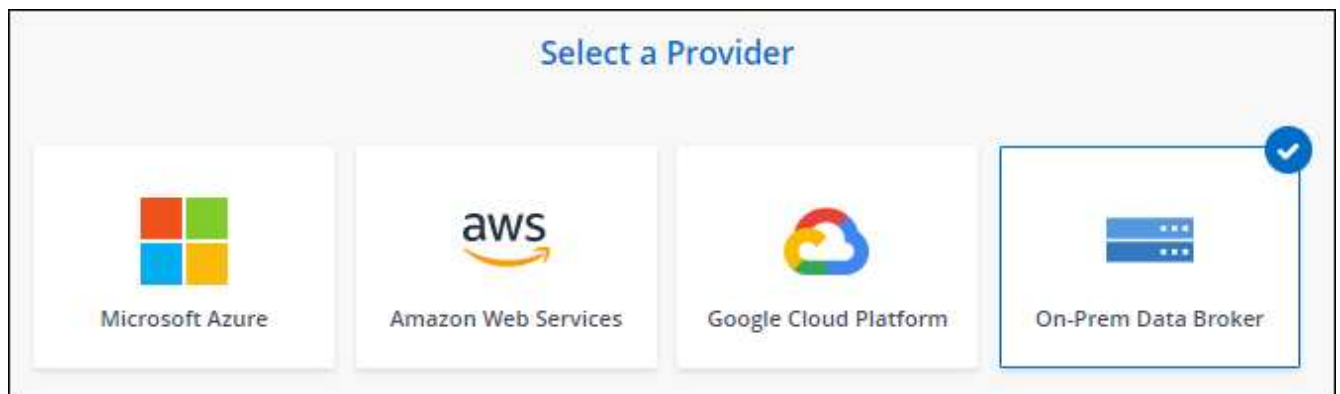 Select a Provider
aws
Microsoft Azure
Amazon Web Services
Google Cloud Platform
On-Prem Data Broker